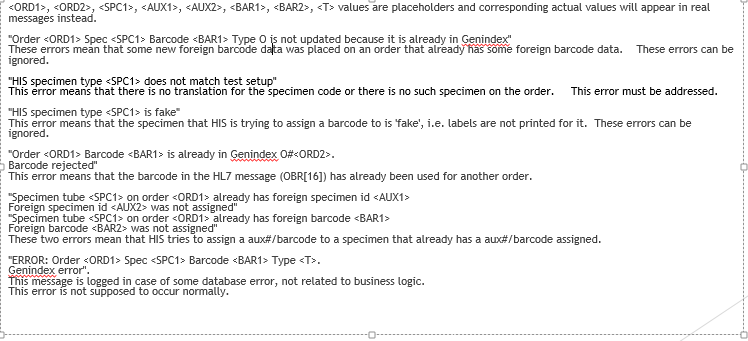 <ORD1>, <ORD2>, <SPC1>, <AUX1>, <AUX2>, <BAR1>, <BAR2>, <T> values are placeholders and corresponding actual values will appear in real
messages instead.
"Order <ORD1> Spec <SPC1> Barcode <BAR1> Type O is not updated because it is already in Genindex"
These errors mean that some new foreign barcode data was placed on an order that already has some foreign barcode data. These errors can be
ignored.
"HIS specimen type <SPC1> does not match test setup"
This error means that there is no translation for the specimen code or there is no such specimen on the order. This error must be addressed.
"HIS specimen type <SPC1> is fake"
This error means that the specimen that HIS is trying to assign a barcode to is 'fake', i.e. labels are not printed for it. These errors can be
ignored.
"Order <ORD1> Barcode <BAR1> is already in Genindex O#<ORD2>.
Barcode rejected"
This error means that the barcode in the HL7 message (OBR[16]) has already been used for another order.
"Specimen tube <SPC1> on order <ORD1> already has foreign specimen id <AUX1>
Foreign specimen id <AUX2> was not assigned"
"Specimen tube <SPC1> on order <ORD1> already has foreign barcode <BAR1>
Foreign barcode <BAR2> was not assigned"
These two errors mean that HIS tries to assign a aux#/barcode to a specimen that already has a aux#/barcode assigned.
"ERROR: Order <ORD1> Spec <SPC1> Barcode <BAR1> Type <T>.
Genindex error".
This message is logged in case of some database error, not related to business logic.
This error is not supposed to occur normally.